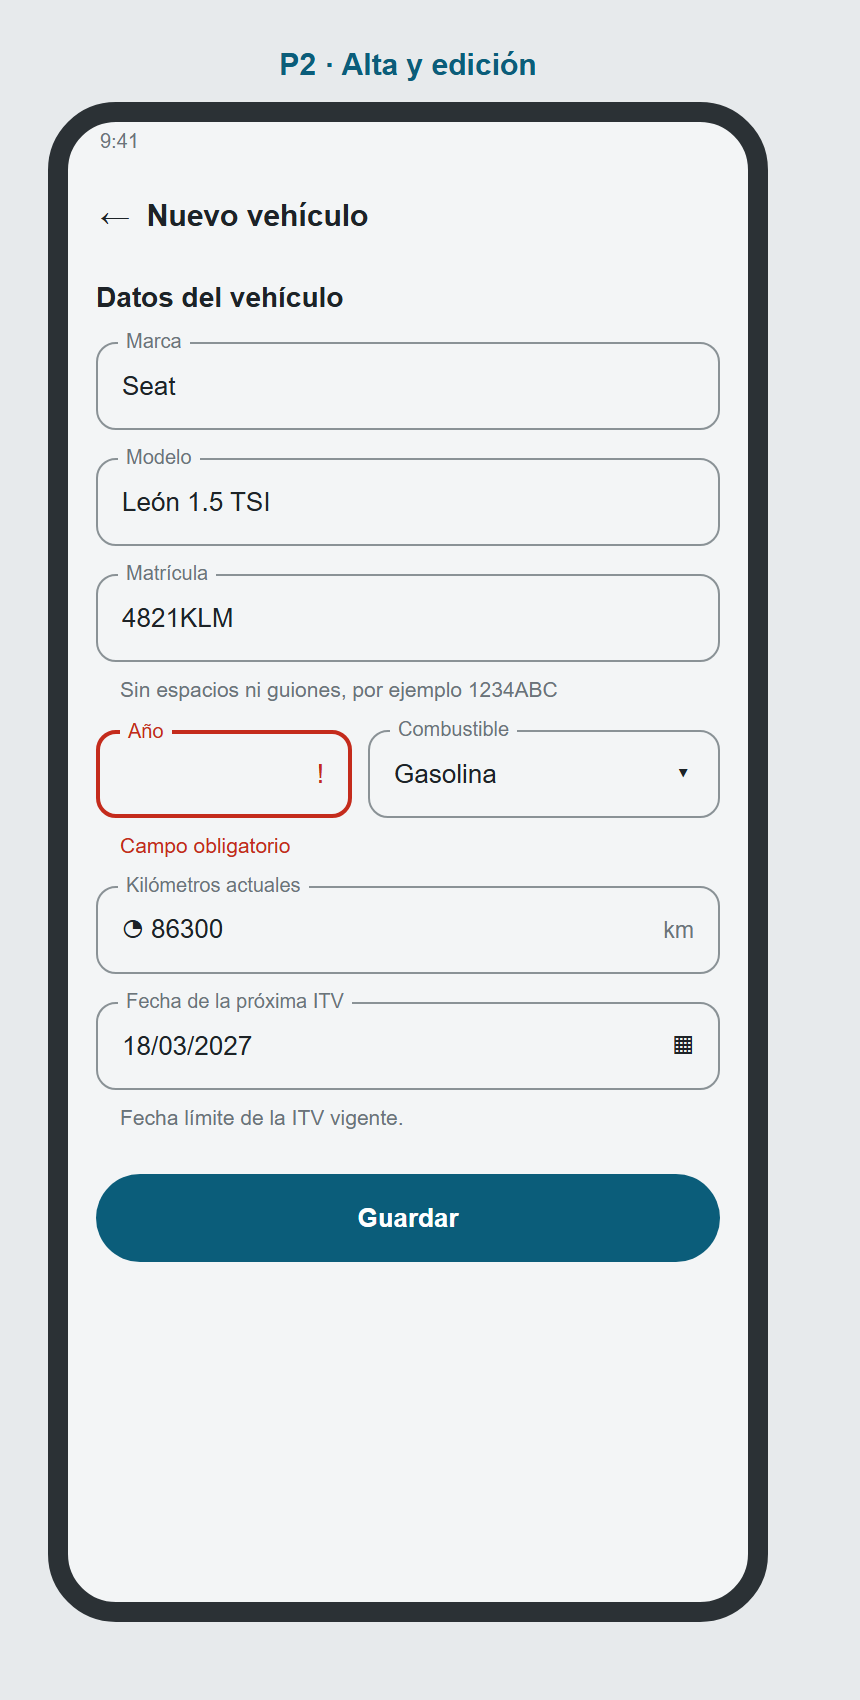 P2 · Alta y edición
9:41
← Nuevo vehículo
Datos del vehículo
Marca
Seat
Modelo
León 1.5 TSI
Matrícula
4821KLM
Sin espacios ni guiones, por ejemplo 1234ABC
Año
!
Campo obligatorio
Combustible
Gasolina ▼
Kilómetros actuales
◔ 86300 km
Fecha de la próxima ITV
18/03/2027 ▦
Fecha límite de la ITV vigente.
Guardar